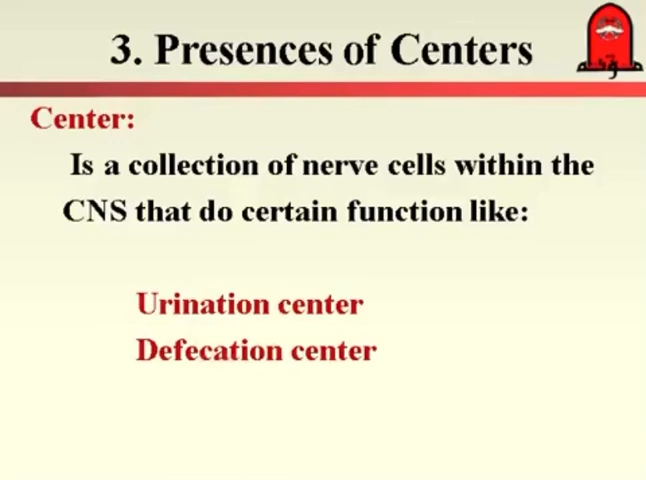 3. Presences of Centers
مؤتة
Center:
Is a collection of nerve cells within the
CNS that do certain function like:
Urination center
Defecation center